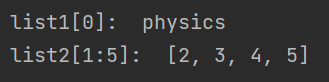 list1[0]:  physics
list2[1:5]:  [2, 3, 4, 5]